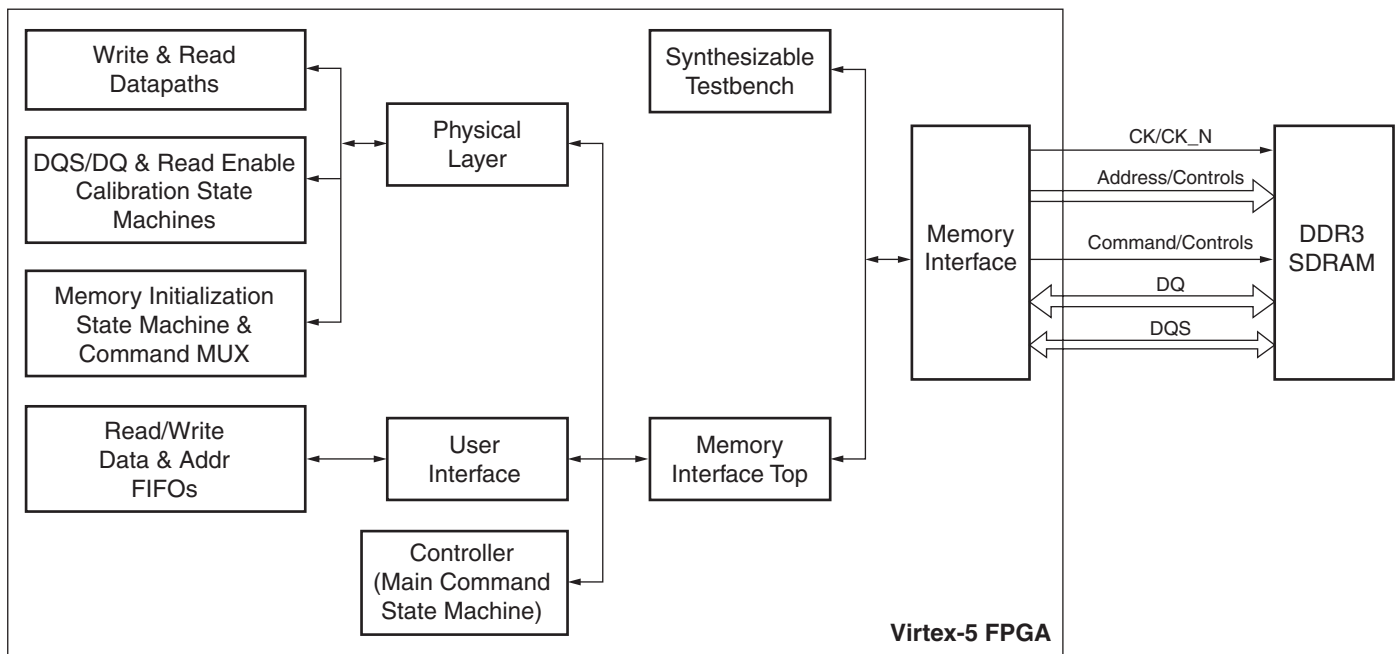 Write & Read
Datapaths
Synthesizable
Testbench
Physical
Layer
DQS/DQ & Read Enable
Calibration State
Machines
Memory Initialization
State Machine &
Command MUX
Memory
Interface
CK/CK_N
Address/Controls
Command/Controls
DQ
DQS
DDR3
SDRAM
Read/Write
Data & Addr
FIFOs
User
Interface
Memory
Interface Top
Controller
(Main Command
State Machine)
Virtex-5 FPGA